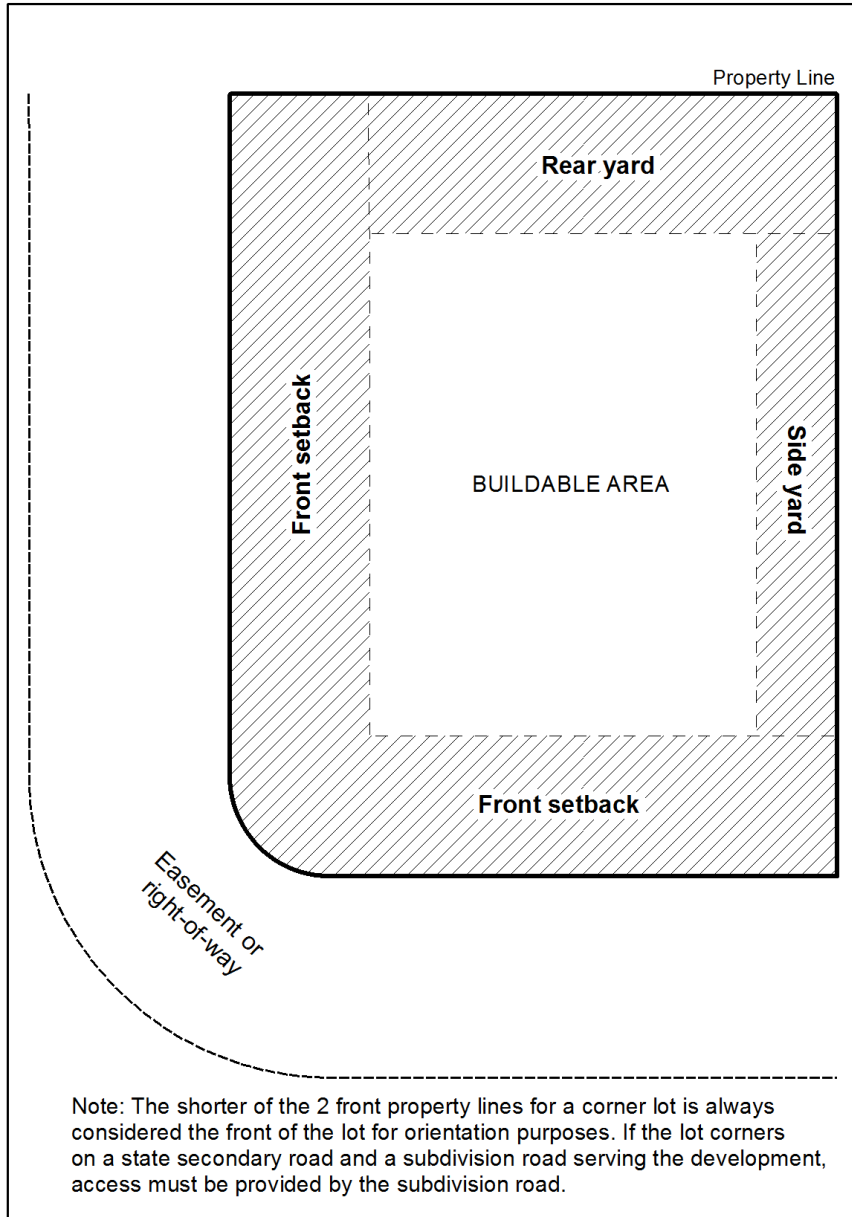 Property Line
Rear yard
Front setback
BUILDABLE AREA
Side yard
Front setback
Easement or
right-of-way
Note: The shorter of the 2 front property lines for a corner lot is always
considered the front of the lot for orientation purposes. If the lot corners
on a state secondary road and a subdivision road serving the development,
access must be provided by the subdivision road.